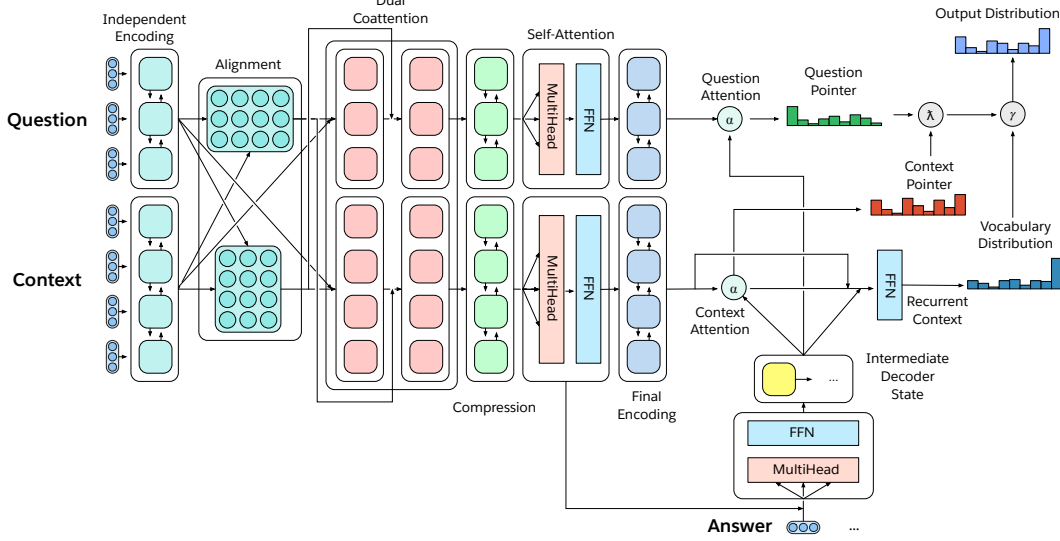 Dual
Coattention
Output Distribution
Independent
Encoding
Self-Attention
Alignment
Question
Attention
Question
Pointer
Question
MultiHead
FFN
α
λ
γ
Context
Pointer
Vocabulary
Distribution
Context
MultiHead
FFN
α
FFN
Context
Attention
Recurrent
Context
Intermediate
Decoder
State
...
Compression
Final
Encoding
FFN
MultiHead
Answer
...